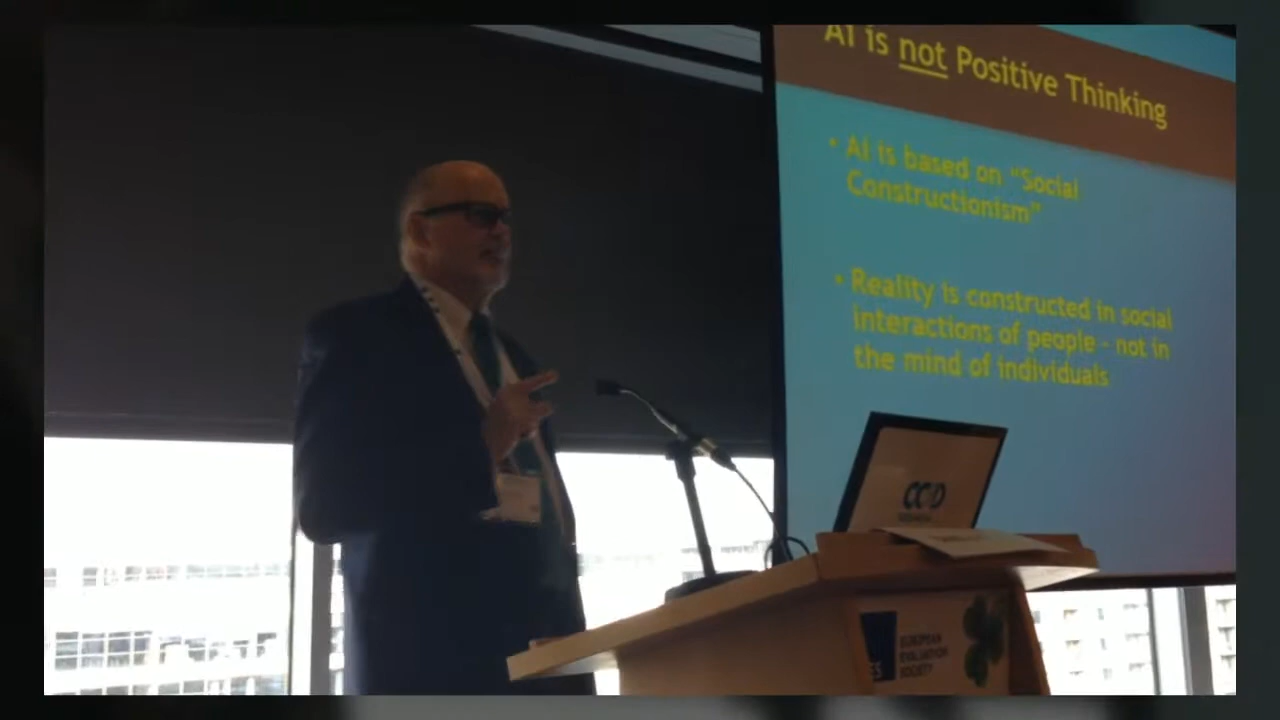 AI is not Positive Thinking
• AI is based on "Social
Constructionism"
• Reality is constructed in social
interactions of people - not in
the mind of individuals
EUROPEAN
EVALUATION
SOCIETY